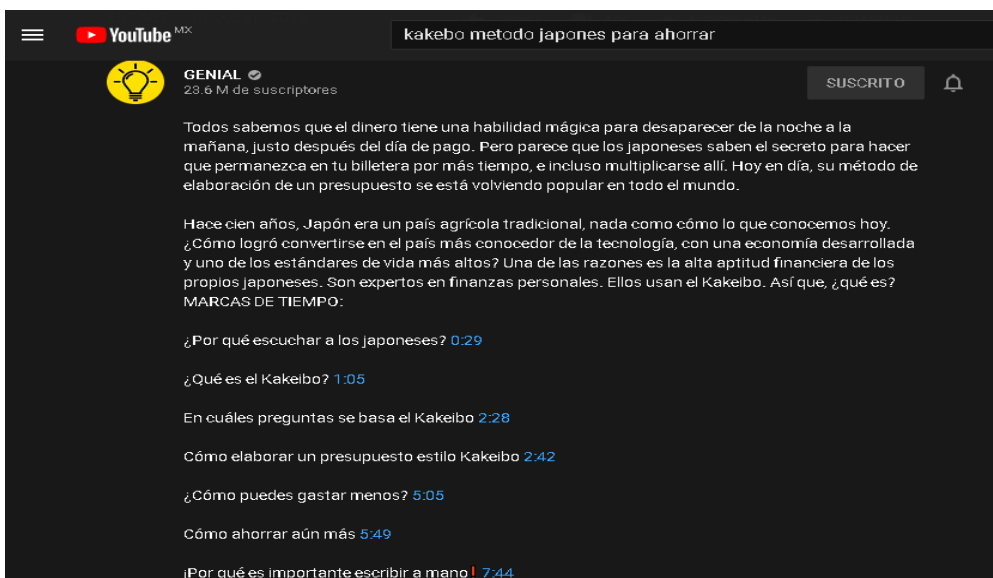 YouTube MX
kakebo metodo japones para ahorrar
GENIAL
23.6 M de suscriptores
SUSCRITO
Todos sabemos que el dinero tiene una habilidad mágica para desaparecer de la noche a la
mañana, justo después del día de pago. Pero parece que los japoneses saben el secreto para hacer
que permanezca en tu billetera por más tiempo, e incluso multiplicarse allí. Hoy en día, su método de
elaboración de un presupuesto se está volviendo popular en todo el mundo.
Hace cien años, Japón era un país agrícola tradicional, nada como cómo lo que conocemos hoy.
¿Cómo logró convertirse en el país más conocedor de la tecnología, con una economía desarrollada
y uno de los estándares de vida más altos? Una de las razones es la alta aptitud financiera de los
propios japoneses. Son expertos en finanzas personales. Ellos usan el Kakeibo. Así que, ¿qué es?
MARCAS DE TIEMPO:
¿Por qué escuchar a los japoneses? 0:29
¿Qué es el Kakeibo? 1:05
En cuáles preguntas se basa el Kakeibo 2:28
Cómo elaborar un presupuesto estilo Kakeibo 2:42
¿Cómo puedes gastar menos? 5:05
Cómo ahorrar aún más 5:49
¡Por qué es importante escribir a mano! 7:44